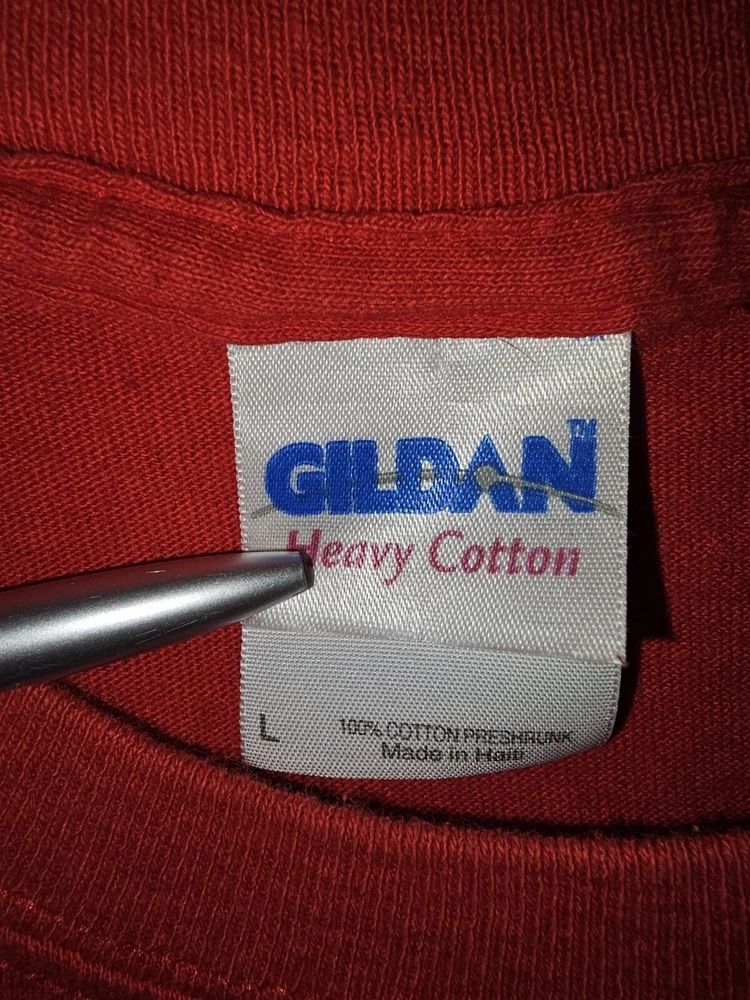 GILDAN™
Heavy Cotton
L
100% COTTON PRESHRUNK
Made in Haiti